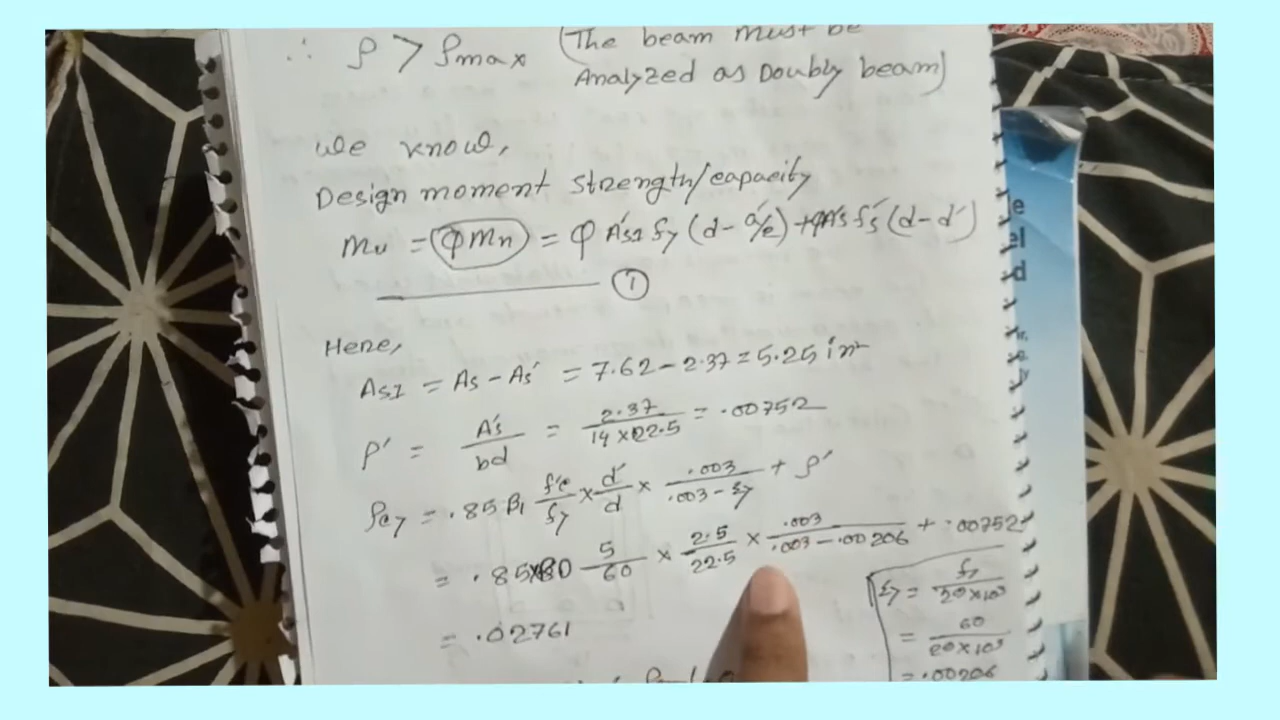 ∴ ρ > ρmax (The beam must be
Analyzed as Doubly beam)
We know,
Design moment strength/capacity
Mu = φMn = φ As1 fy (d - a/2) + φAs' fs' (d - d')
①
Here,
As1 = As - As' = 7.62 - 2.37 = 5.25 in²
ρ' = As'/bd = 2.37/14×22.5 = .00752
ρcy = .85 β1 f'c/fy × d'/d × .003/.003 - εy + ρ'
= .85×80 5/60 × 2.5/22.5 × .003/.003 - .00206 + .00752
= .02761
εy = fy/29×10³
= 60/29×10³
= .00206